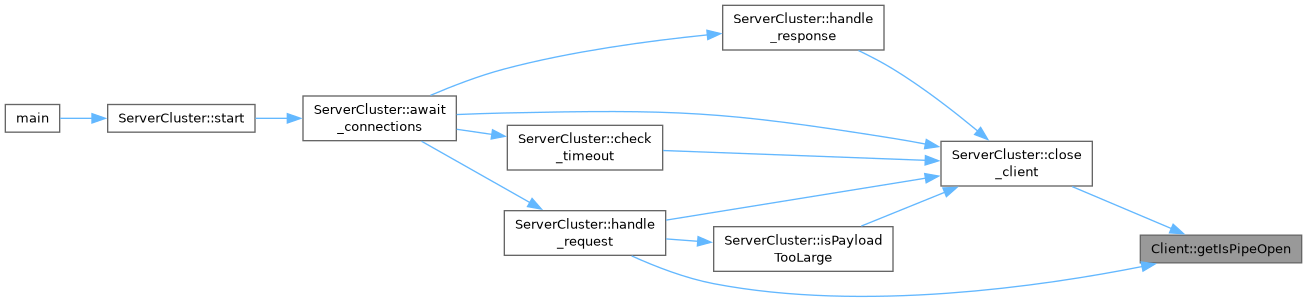 main
ServerCluster::start
ServerCluster::await
_connections
ServerCluster::handle
_response
ServerCluster::check
_timeout
ServerCluster::handle
_request
ServerCluster::isPayload
TooLarge
ServerCluster::close
_client
Client::getIsPipeOpen